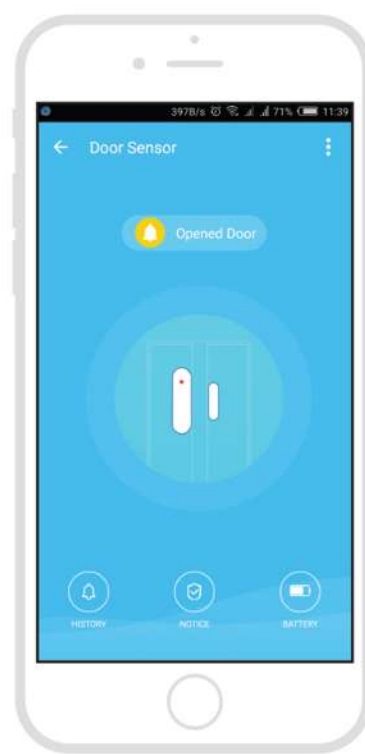 397B/s 71% 11:39
Door Sensor
Opened Door
HISTORY NOTICE BATTERY